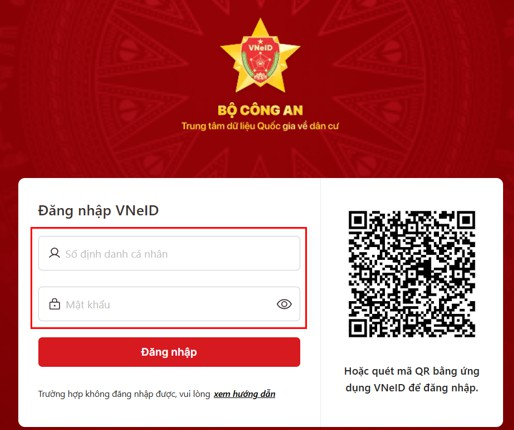 VNeID
BỘ CÔNG AN
Trung tâm dữ liệu Quốc gia về dân cư
Đăng nhập VNeID
Số định danh cá nhân
Mật khẩu
Đăng nhập
Trường hợp không đăng nhập được, vui lòng xem hướng dẫn
Hoặc quét mã QR bằng ứng
dụng VNeID để đăng nhập.